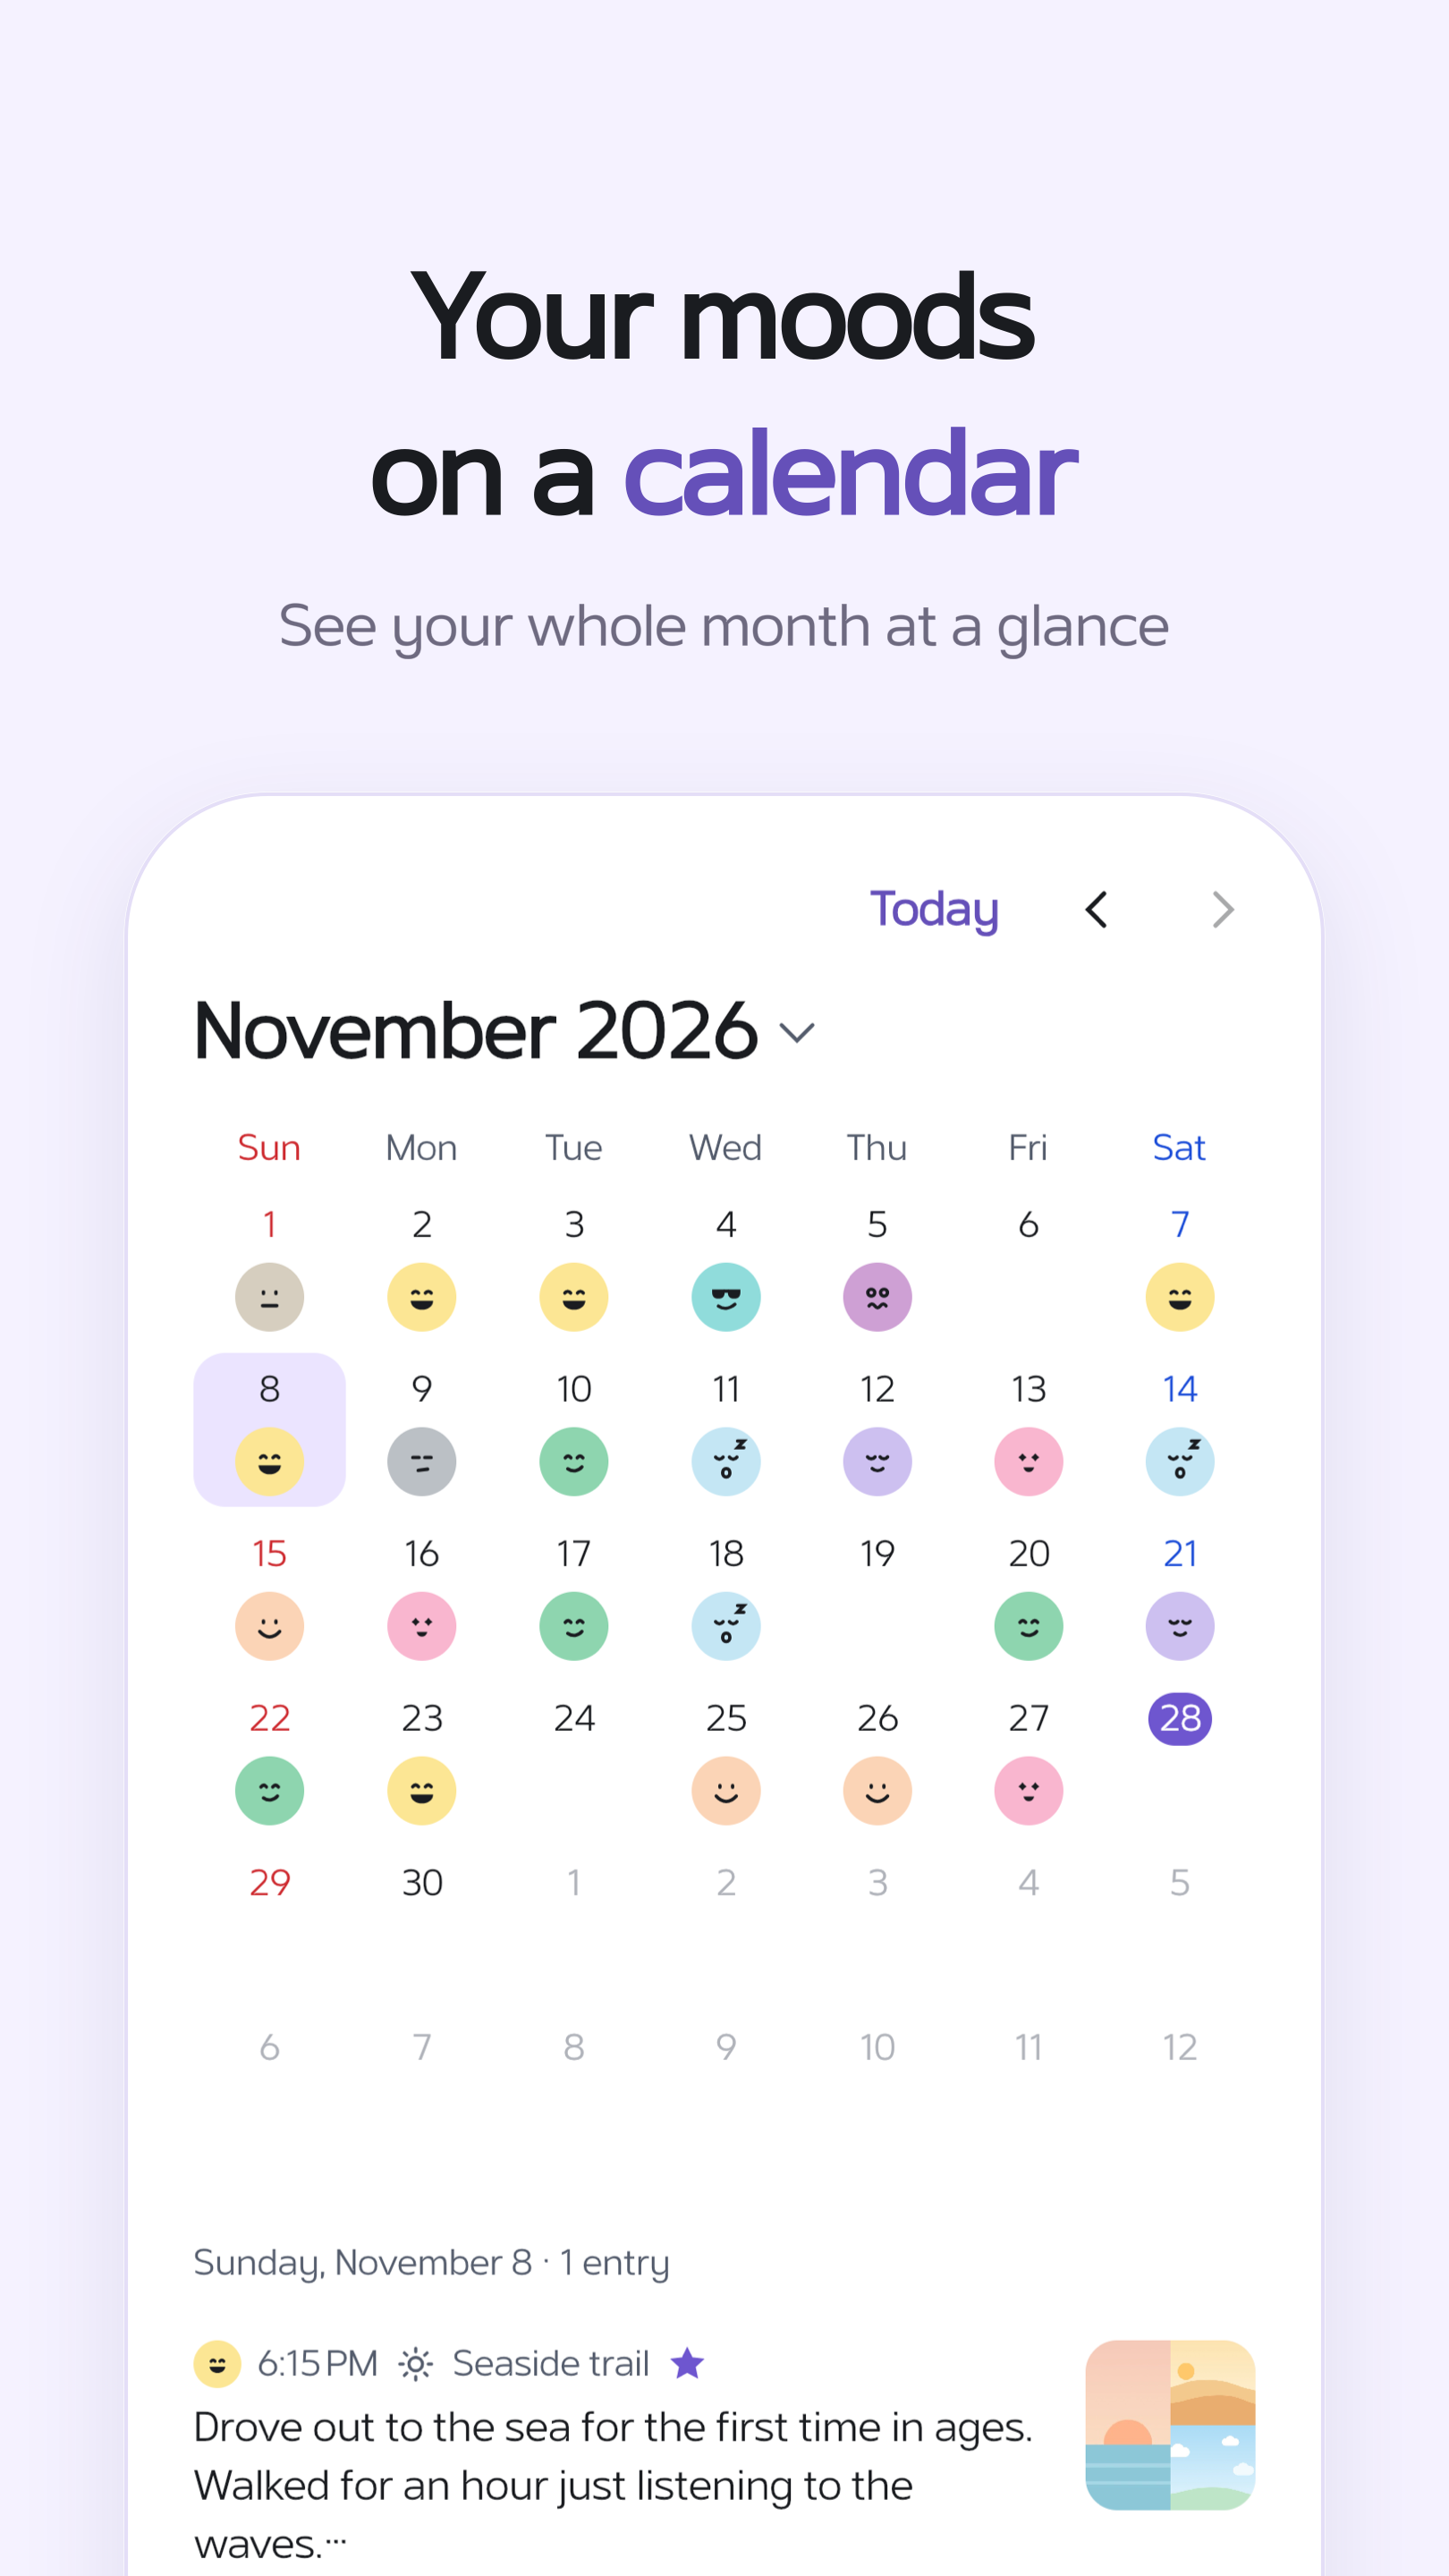 Your moods
on a calendar
See your whole month at a glance
Today
November 2026
Sun Mon Tue Wed Thu Fri Sat
1 2 3 4 5 6 7
8 9 10 11 12 13 14
z z
15 16 17 18 19 20 21
z
22 23 24 25 26 27 28
29 30 1 2 3 4 5
6 7 8 9 10 11 12
Sunday, November 8 · 1 entry
6:15 PM Seaside trail
Drove out to the sea for the first time in ages.
Walked for an hour just listening to the
waves.…